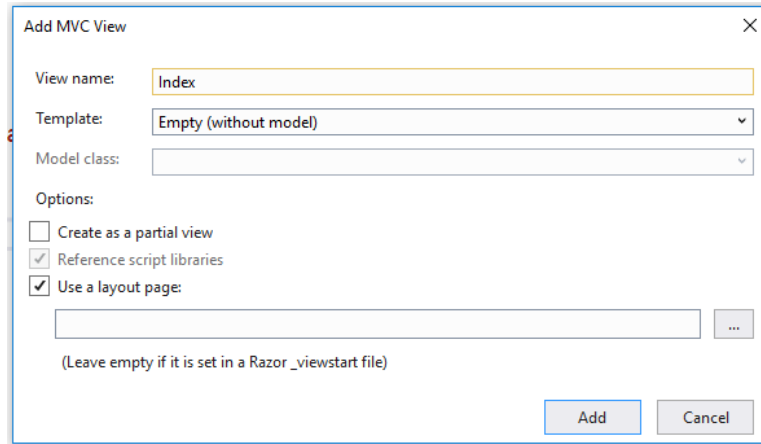 Add MVC View
View name: Index
Template: Empty (without model)
Model class:
Options:
Create as a partial view
Reference script libraries
Use a layout page:
...
(Leave empty if it is set in a Razor _viewstart file)
Add Cancel